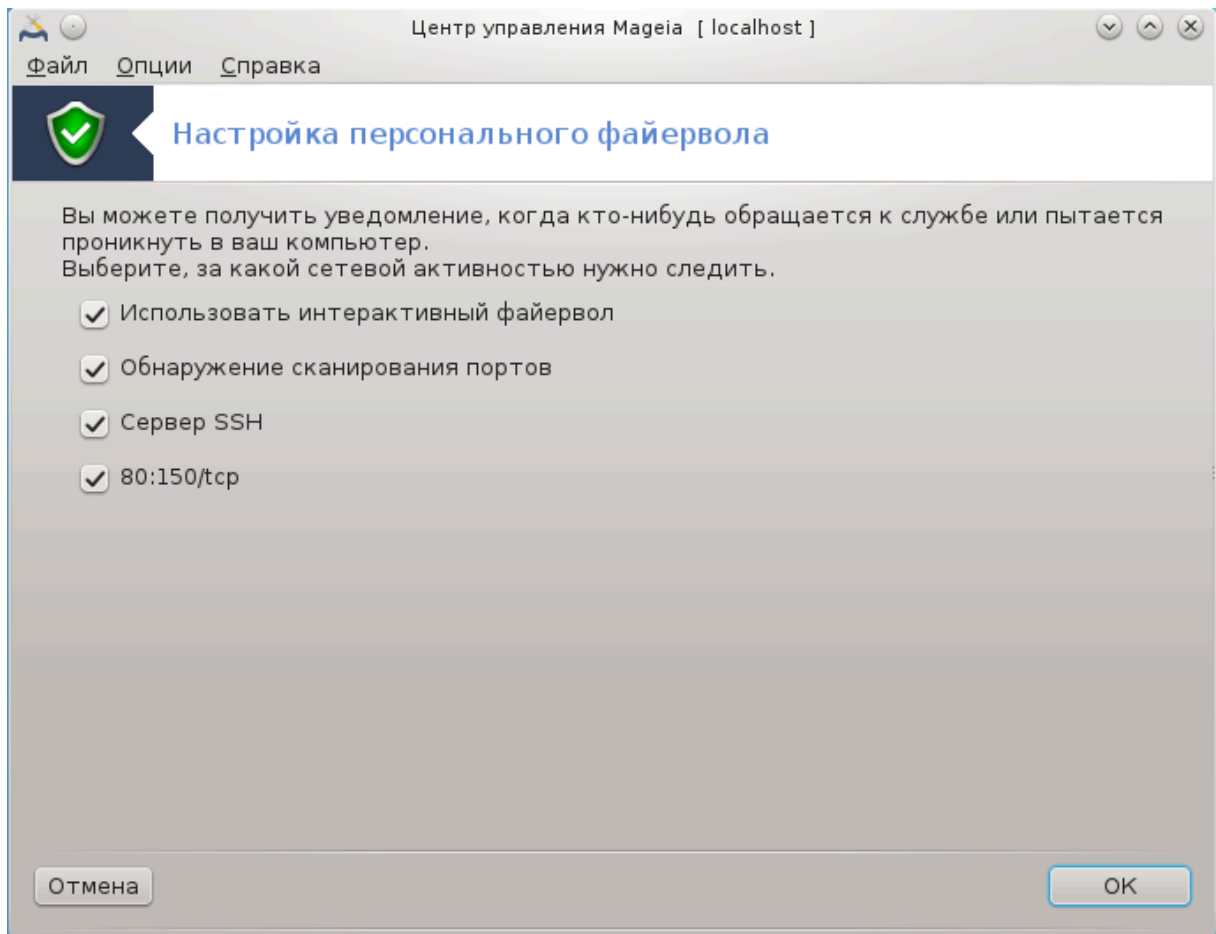 Центр управления Mageia [ localhost ]
Файл Опции Справка
Настройка персонального файервола
Вы можете получить уведомление, когда кто-нибудь обращается к службе или пытается
проникнуть в ваш компьютер.
Выберите, за какой сетевой активностью нужно следить.
Использовать интерактивный файервол
Обнаружение сканирования портов
Сервер SSH
80:150/tcp
Отмена OK